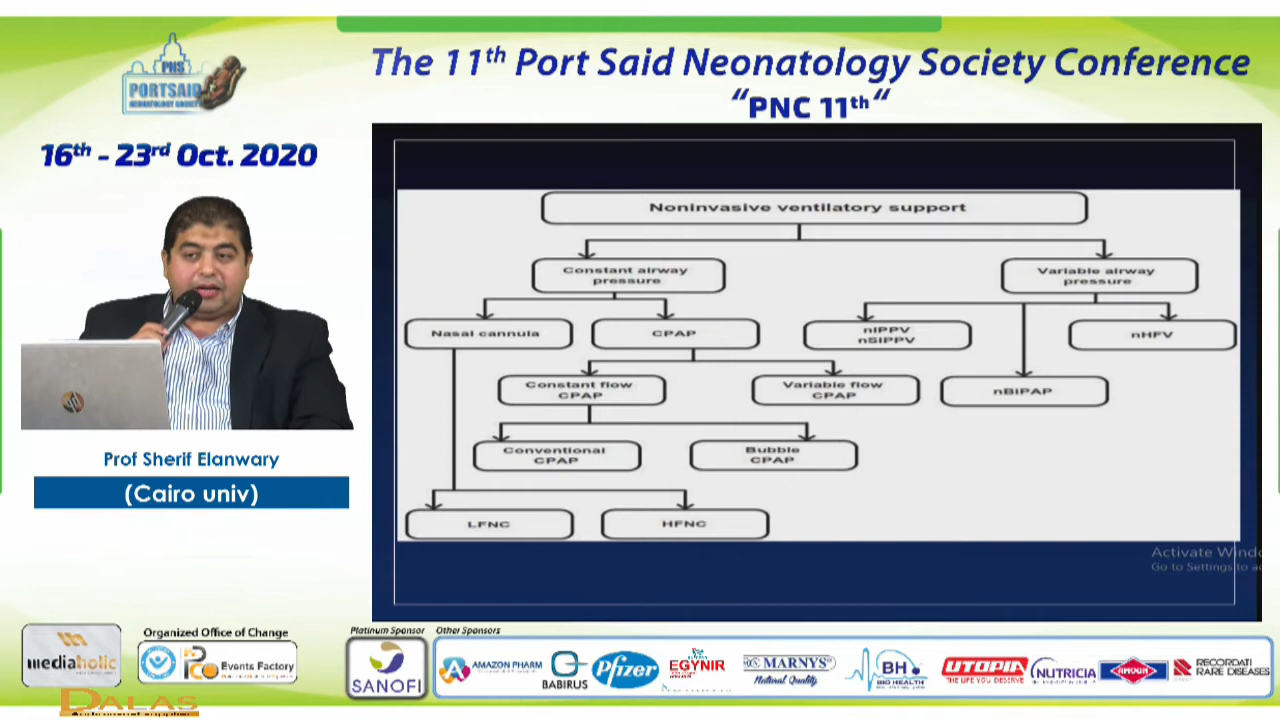 The 11th Port Said Neonatology Society Conference
“PNC 11th“
PNS
PORTSAID
NEONATOLOGY SOCIETY
16th - 23rd Oct. 2020
Noninvasive ventilatory support
Constant airway
pressure
Variable airway
pressure
Nasal cannula
CPAP
nIPPV
nSIPPV
nHFV
Constant flow
CPAP
Variable flow
CPAP
nBiPAP
Conventional
CPAP
Bubble
CPAP
LFNC
HFNC
Prof Sherif Elanwary
(Cairo univ)
Activate Windo
Go to Settings to a
Organized Office of Change
Platinum Sponsor
Other Sponsors
mediaholic
Events Factory
SANOFI
AMAZON PHARM
BABIRUS
Pfizer
EGYNIR
MARNYS
Natural Quality
BH
BIO HEALTH
UTOPIA
THE LIFE YOU DESERVE
NUTRICIA
AMOUN
RECORDATI
RARE DISEASES
DALAS